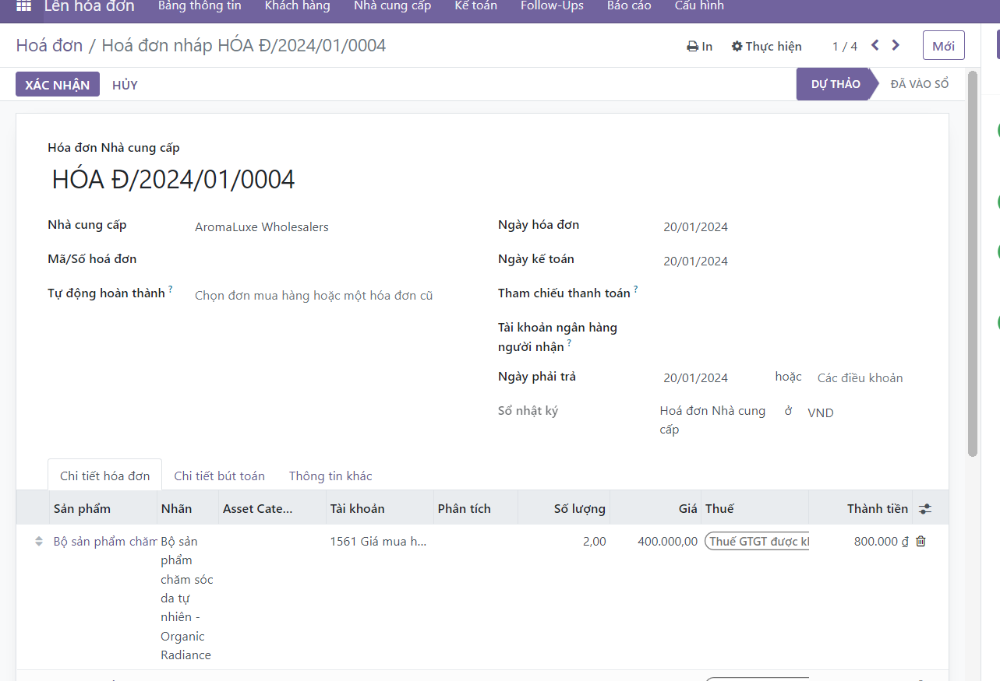 Lên hóa đơn Bảng thông tin Khách hàng Nhà cung cấp Kế toán Follow-Ups Báo cáo Cấu hình
Hoá đơn / Hoá đơn nháp HÓA Đ/2024/01/0004 In Thực hiện 1 / 4 Mới
XÁC NHẬN HỦY DỰ THẢO ĐÃ VÀO SỔ
Hóa đơn Nhà cung cấp
HÓA Đ/2024/01/0004
Nhà cung cấp AromaLuxe Wholesalers
Mã/Số hoá đơn
Tự động hoàn thành ? Chọn đơn mua hàng hoặc một hóa đơn cũ
Ngày hóa đơn 20/01/2024
Ngày kế toán 20/01/2024
Tham chiếu thanh toán ?
Tài khoản ngân hàng
người nhận ?
Ngày phải trả 20/01/2024 hoặc Các điều khoản
Sổ nhật ký Hoá đơn Nhà cung ở VND
cấp
Chi tiết hóa đơn Chi tiết bút toán Thông tin khác
Sản phẩm Nhãn Asset Cate... Tài khoản Phân tích Số lượng Giá Thuế Thành tiền
Bộ sản phẩm chăm Bộ sản 1561 Giá mua h... 2,00 400.000,00 Thuế GTGT được 800.000 ₫
phẩm
chăm sóc
da tự
nhiên -
Organic
Radiance